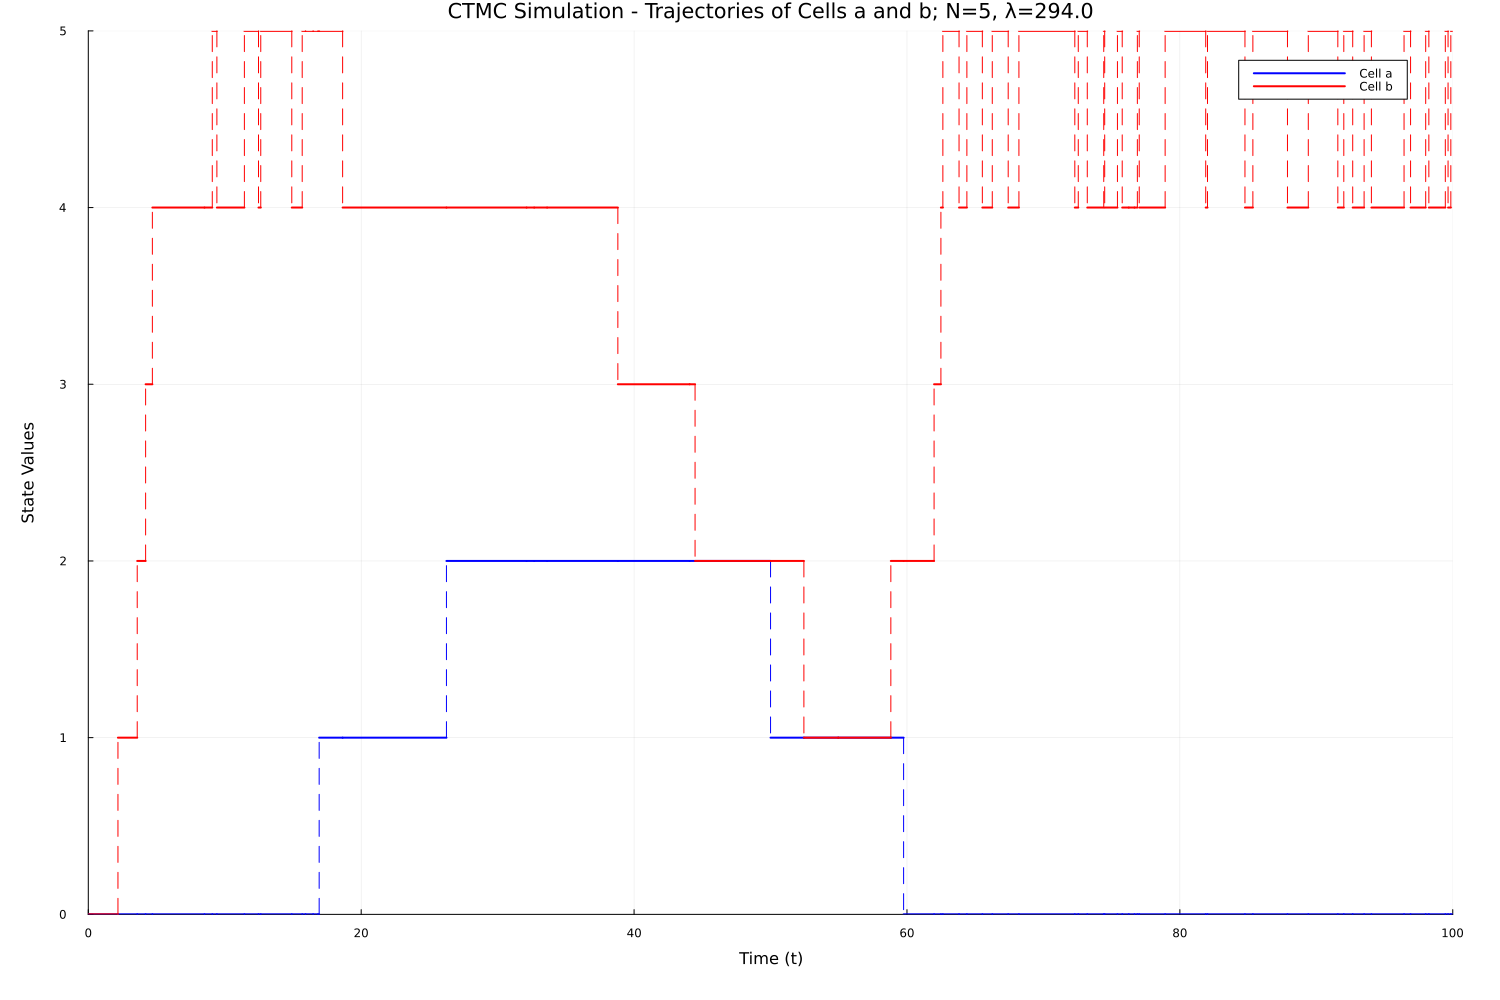 CTMC Simulation - Trajectories of Cells a and b; N=5, λ=294.0
5
4
3
2
1
0
State Values
Cell a
Cell b
0 20 40 60 80 100
Time (t)